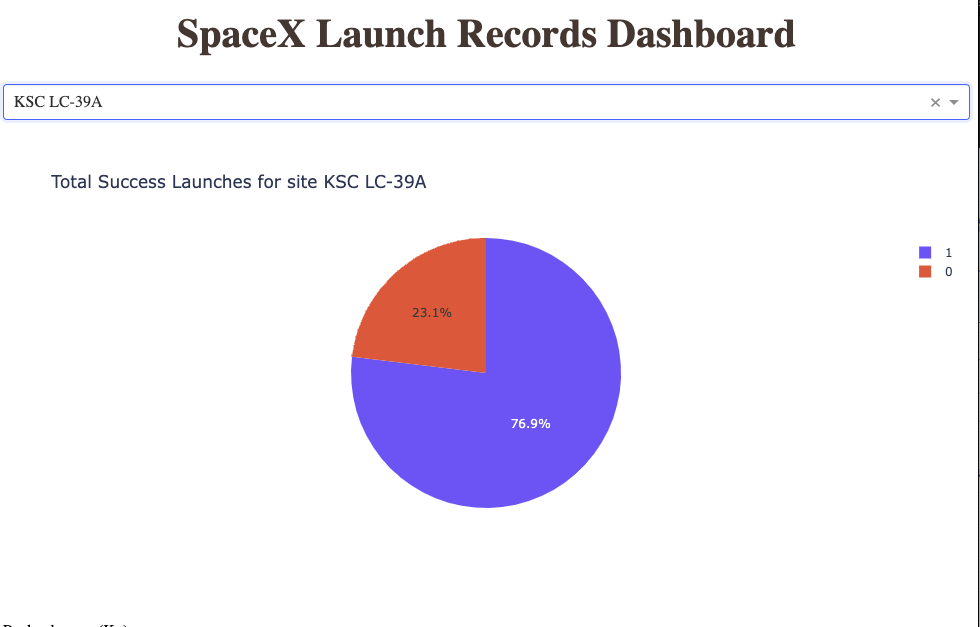 SpaceX Launch Records Dashboard
KSC LC-39A
Total Success Launches for site KSC LC-39A
1
0
23.1%
76.9%